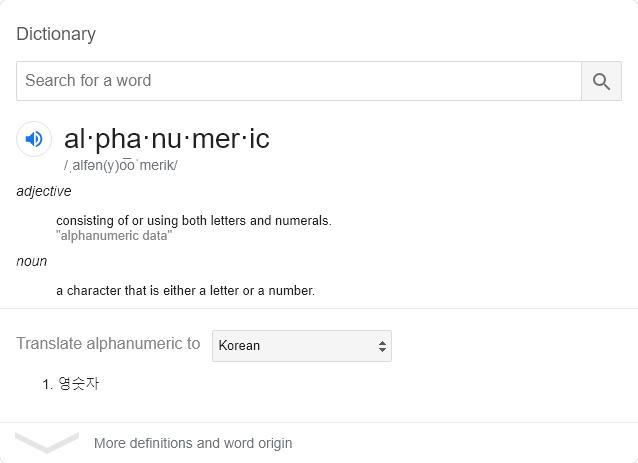 Dictionary
Search for a word
al·pha·nu·mer·ic
/ˌalfən(y)o͞oˈmerik/
adjective
consisting of or using both letters and numerals.
"alphanumeric data"
noun
a character that is either a letter or a number.
Translate alphanumeric to Korean
1. 영숫자
More definitions and word origin